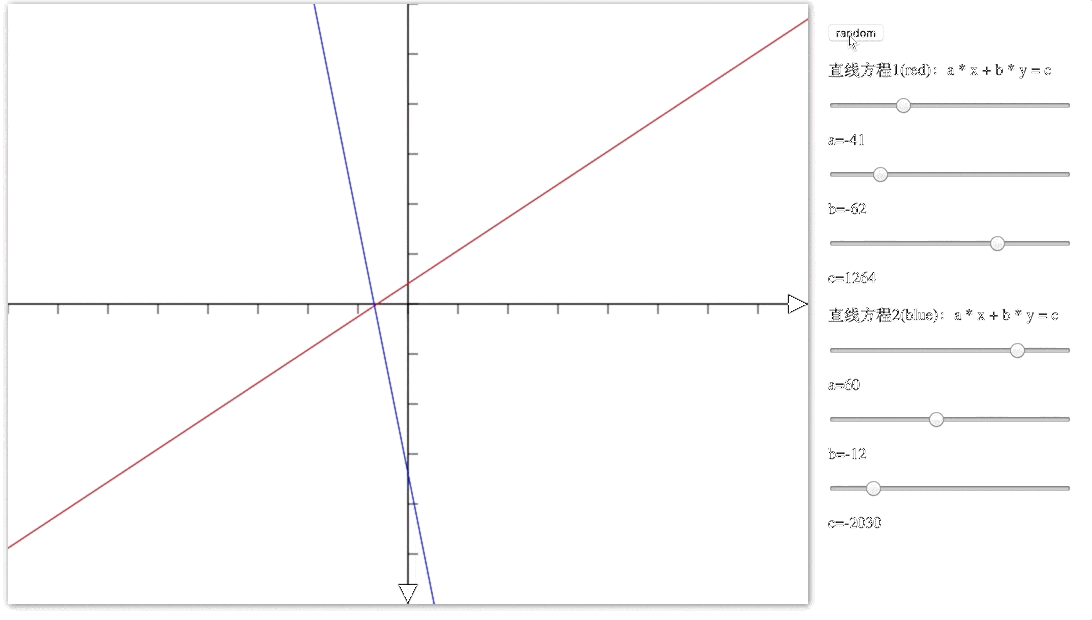 random
直线方程1(red): a * x + b * y = c
a=-41
b=-62
c=1264
直线方程2(blue): a * x + b * y = c
a=60
b=-12
c=-2030